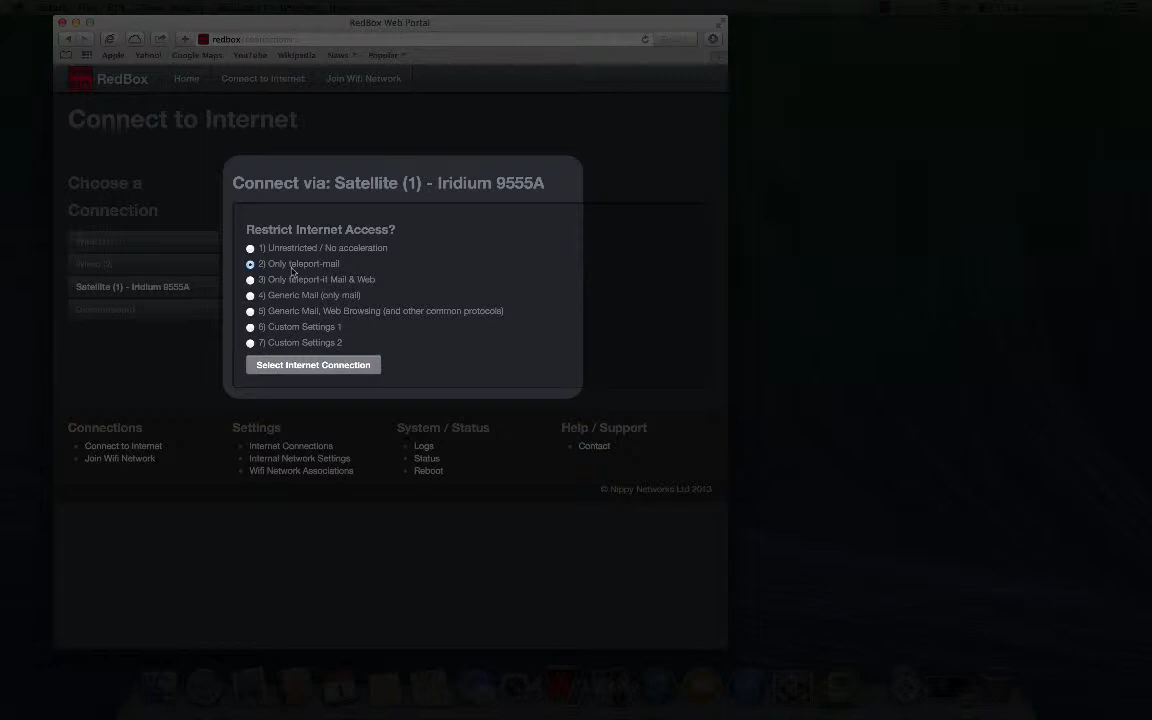 RedBox Web Portal
redbox/connections
Apple Yahoo! Google Maps YouTube Wikipedia News Popular
RedBox Home Connect to Internet Join Wifi Network
Connect to Internet
Choose a
Connection
Satellite (1) - Iridium 9555A
Connect via: Satellite (1) - Iridium 9555A
Restrict Internet Access?
1) Unrestricted / No acceleration
2) Only teleport-mail
3) Only teleport-it Mail & Web
4) Generic Mail (only mail)
5) Generic Mail, Web Browsing (and other common protocols)
6) Custom Settings 1
7) Custom Settings 2
Select Internet Connection
Connections
Connect to Internet
Join Wifi Network
Settings
Internet Connections
Internal Network Settings
Wifi Network Associations
System / Status
Logs
Status
Reboot
Help / Support
Contact
© Nippy Networks Ltd 2013